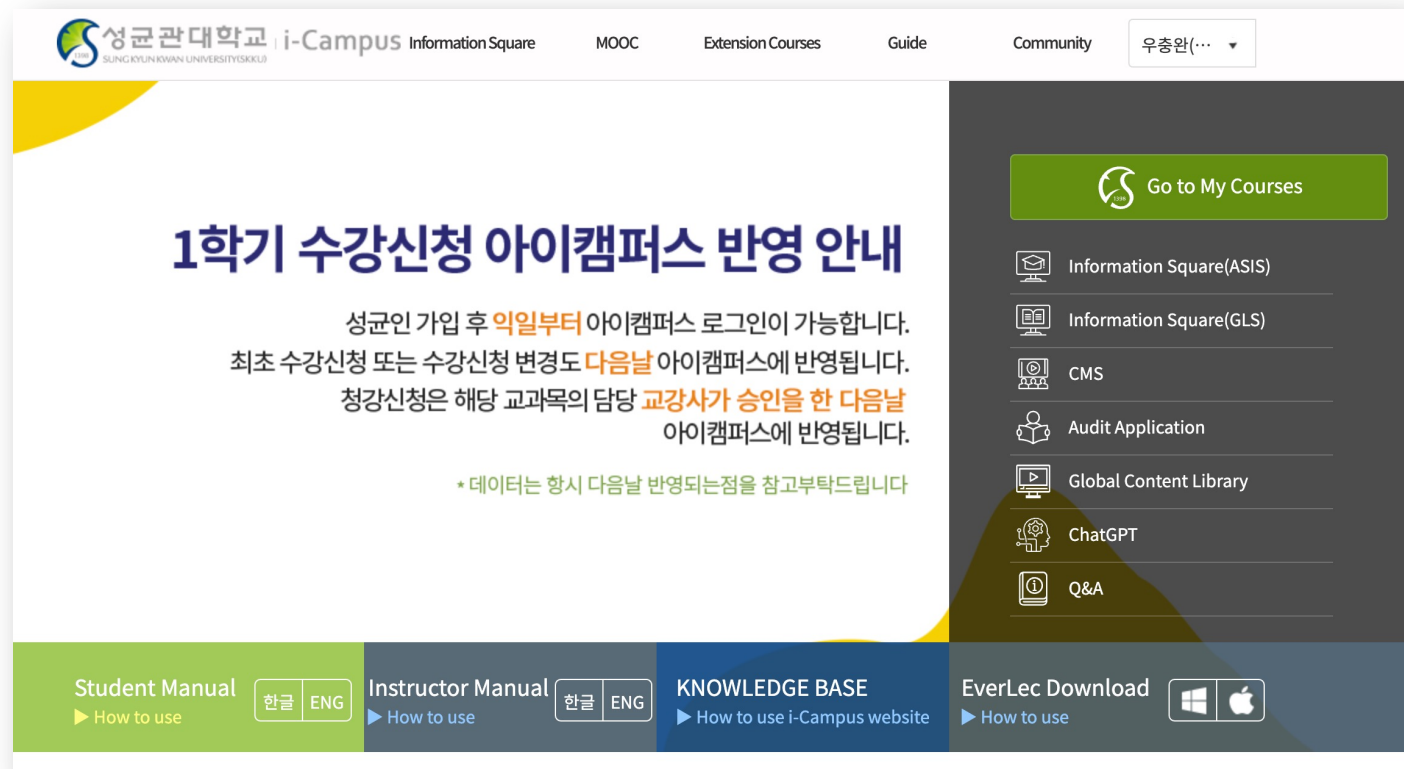 성균관대학교 i-Campus
SUNG KYUN KWAN UNIVERSITY(SKKU)
Information Square MOOC Extension Courses Guide Community 우충완(⋯ ▼
1학기 수강신청 아이캠퍼스 반영 안내
성균인 가입 후 익일부터 아이캠퍼스 로그인이 가능합니다.
최초 수강신청 또는 수강신청 변경도 다음날 아이캠퍼스에 반영됩니다.
청강신청은 해당 교과목의 담당 교강사가 승인을 한 다음날
아이캠퍼스에 반영됩니다.
* 데이터는 항시 다음날 반영되는점을 참고부탁드립니다
1398 Go to My Courses
Information Square(ASIS)
Information Square(GLS)
CMS
Audit Application
Global Content Library
ChatGPT
Q&A
Student Manual
▶ How to use
한글 ENG
Instructor Manual
▶ How to use
한글 ENG
KNOWLEDGE BASE
▶ How to use i-Campus website
EverLec Download
▶ How to use